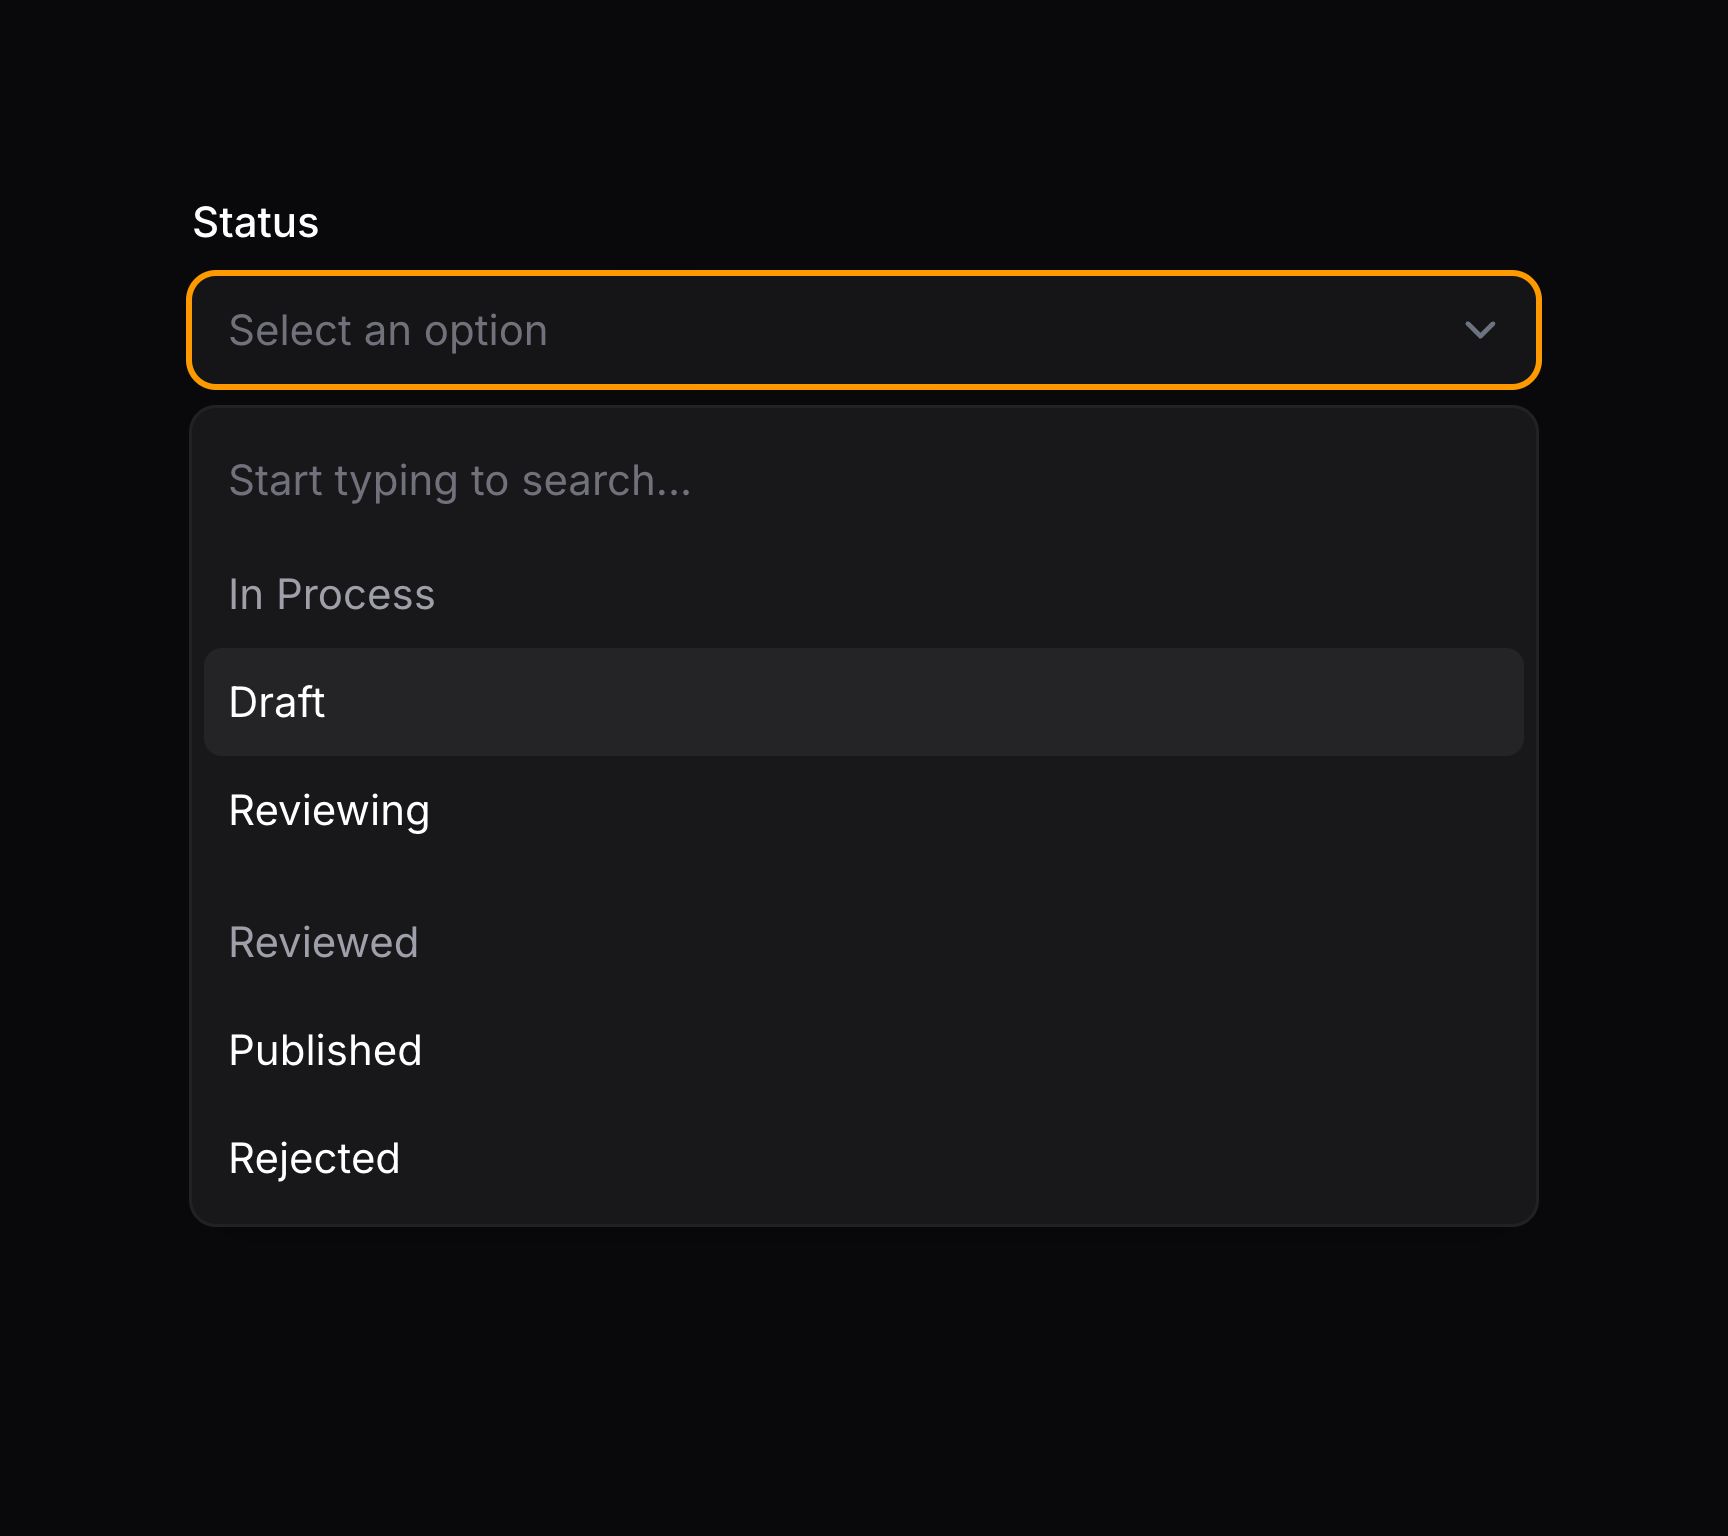 Status
Select an option
Start typing to search...
In Process
Draft
Reviewing
Reviewed
Published
Rejected